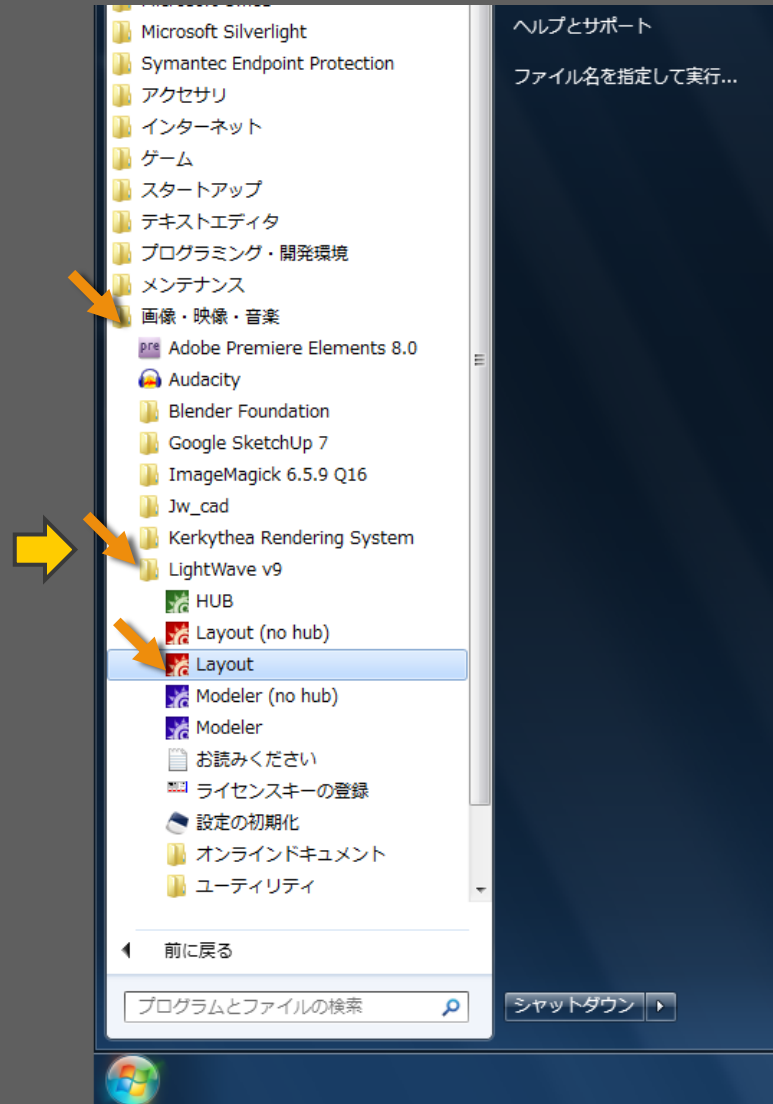 Microsoft Silverlight
Symantec Endpoint Protection
アクセサリ
インターネット
ゲーム
スタートアップ
テキストエディタ
プログラミング・開発環境
メンテナンス
画像・映像・音楽
pre Adobe Premiere Elements 8.0
Audacity
Blender Foundation
Google SketchUp 7
ImageMagick 6.5.9 Q16
Jw_cad
Kerkythea Rendering System
LightWave v9
HUB
Layout (no hub)
Layout
Modeler (no hub)
Modeler
お読みください
ライセンスキーの登録
設定の初期化
オンラインドキュメント
ユーティリティ
前に戻る
プログラムとファイルの検索
ヘルプとサポート
ファイル名を指定して実行...
シャットダウン